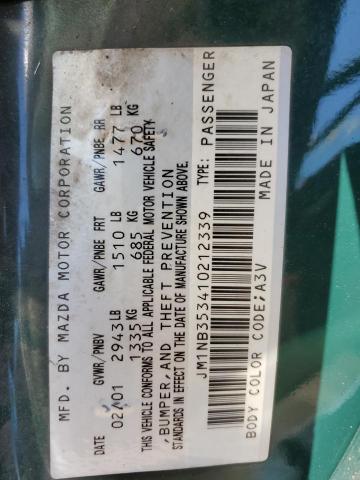 MFD. BY MAZDA MOTOR CORPORATION
GVWR/PNBV GAWR/PNBE FRT GAWR/PNBE RR
DATE 02/01 2943LB 1510 LB 1477 LB
1335KG 685 KG 670 KG
THIS VEHICLE CONFORMS TO ALL APPLICABLE FEDERAL MOTOR VEHICLE SAFETY
,BUMPER,AND THEFT PREVENTION
STANDARDS IN EFFECT ON THE DATE OF MANUFACTURE SHOWN ABOVE.
JM1NB353410212339 TYPE: PASSENGER
BODY COLOR CODE;A3V MADE IN JAPAN